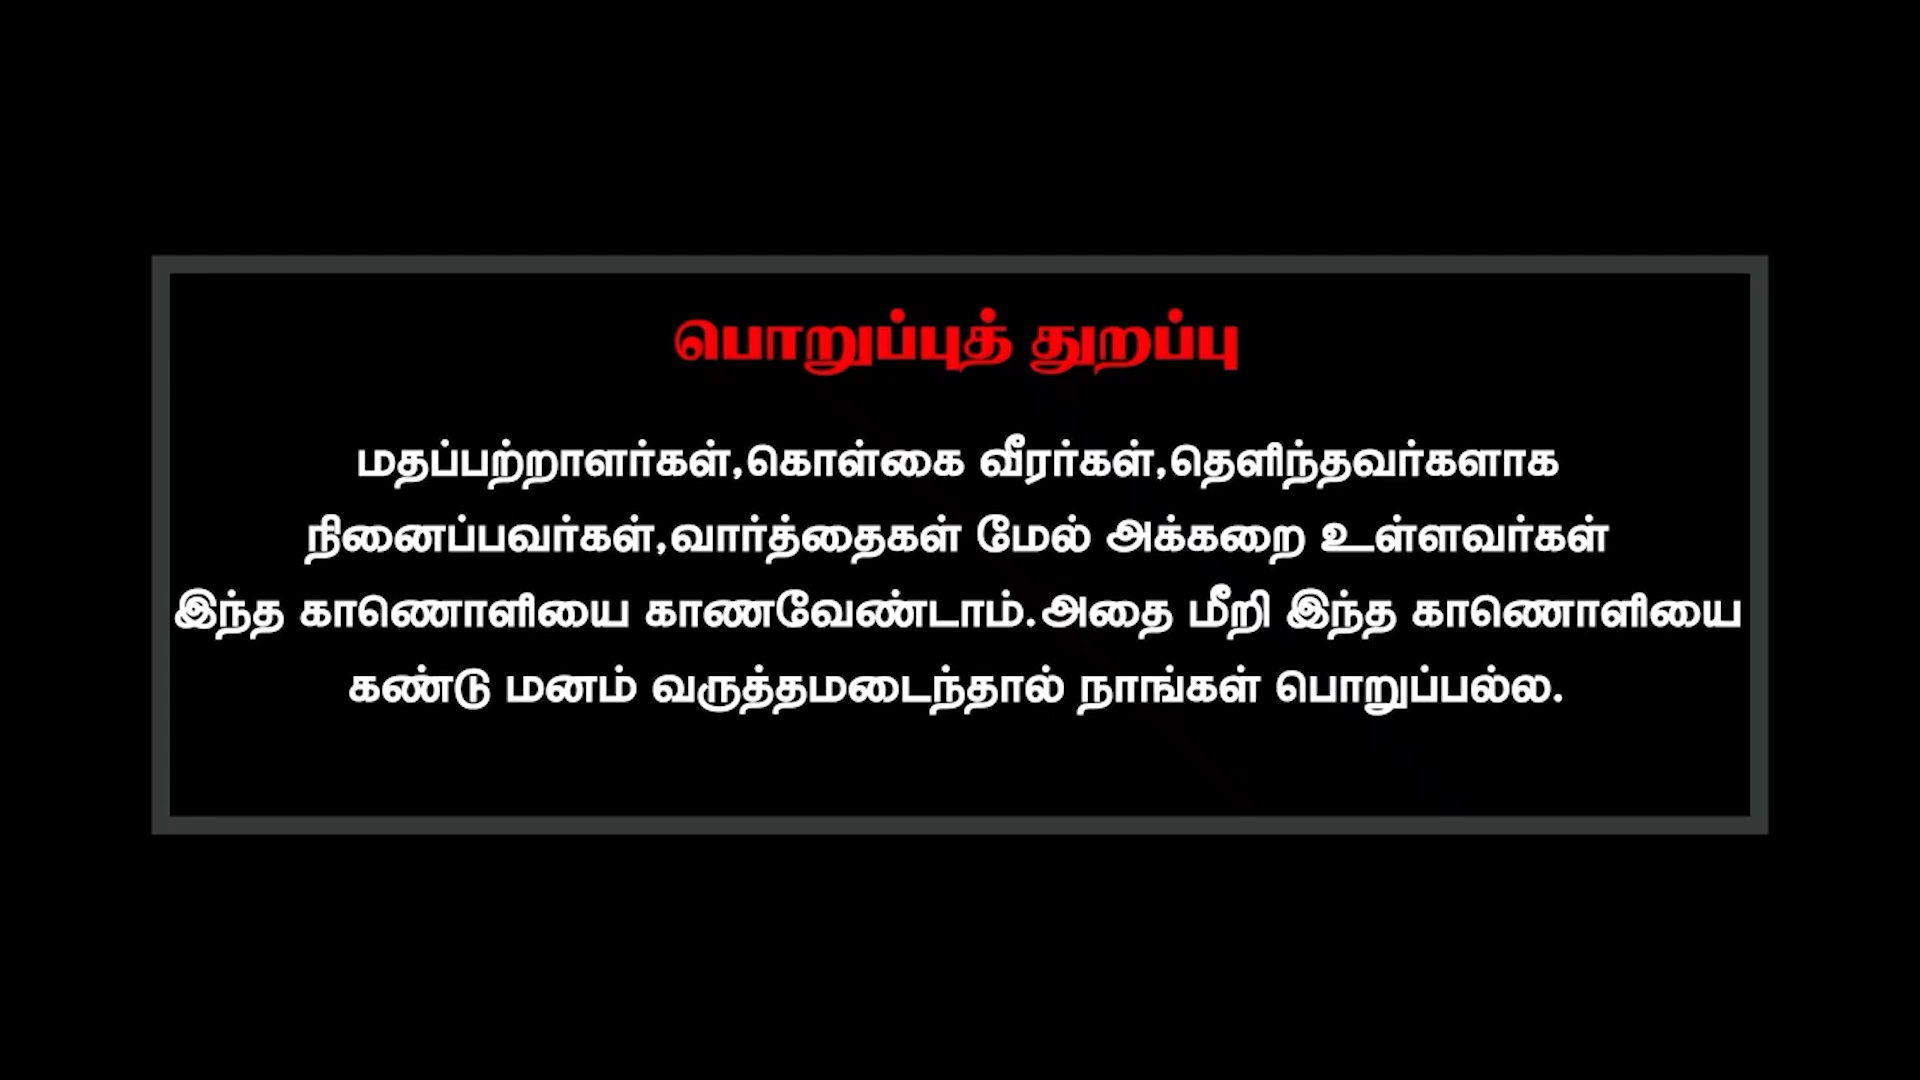 பொறுப்புத் துறப்பு
மதப்பற்றாளர்கள்,கொள்கை வீரர்கள்,தெளிந்தவர்களாக
நினைப்பவர்கள்,வார்த்தைகள் மேல் அக்கறை உள்ளவர்கள்
இந்த காணொளியை காணவேண்டாம்.அதை மீறி இந்த காணொளியை
கண்டு மனம் வருத்தமடைந்தால் நாங்கள் பொறுப்பல்ல.